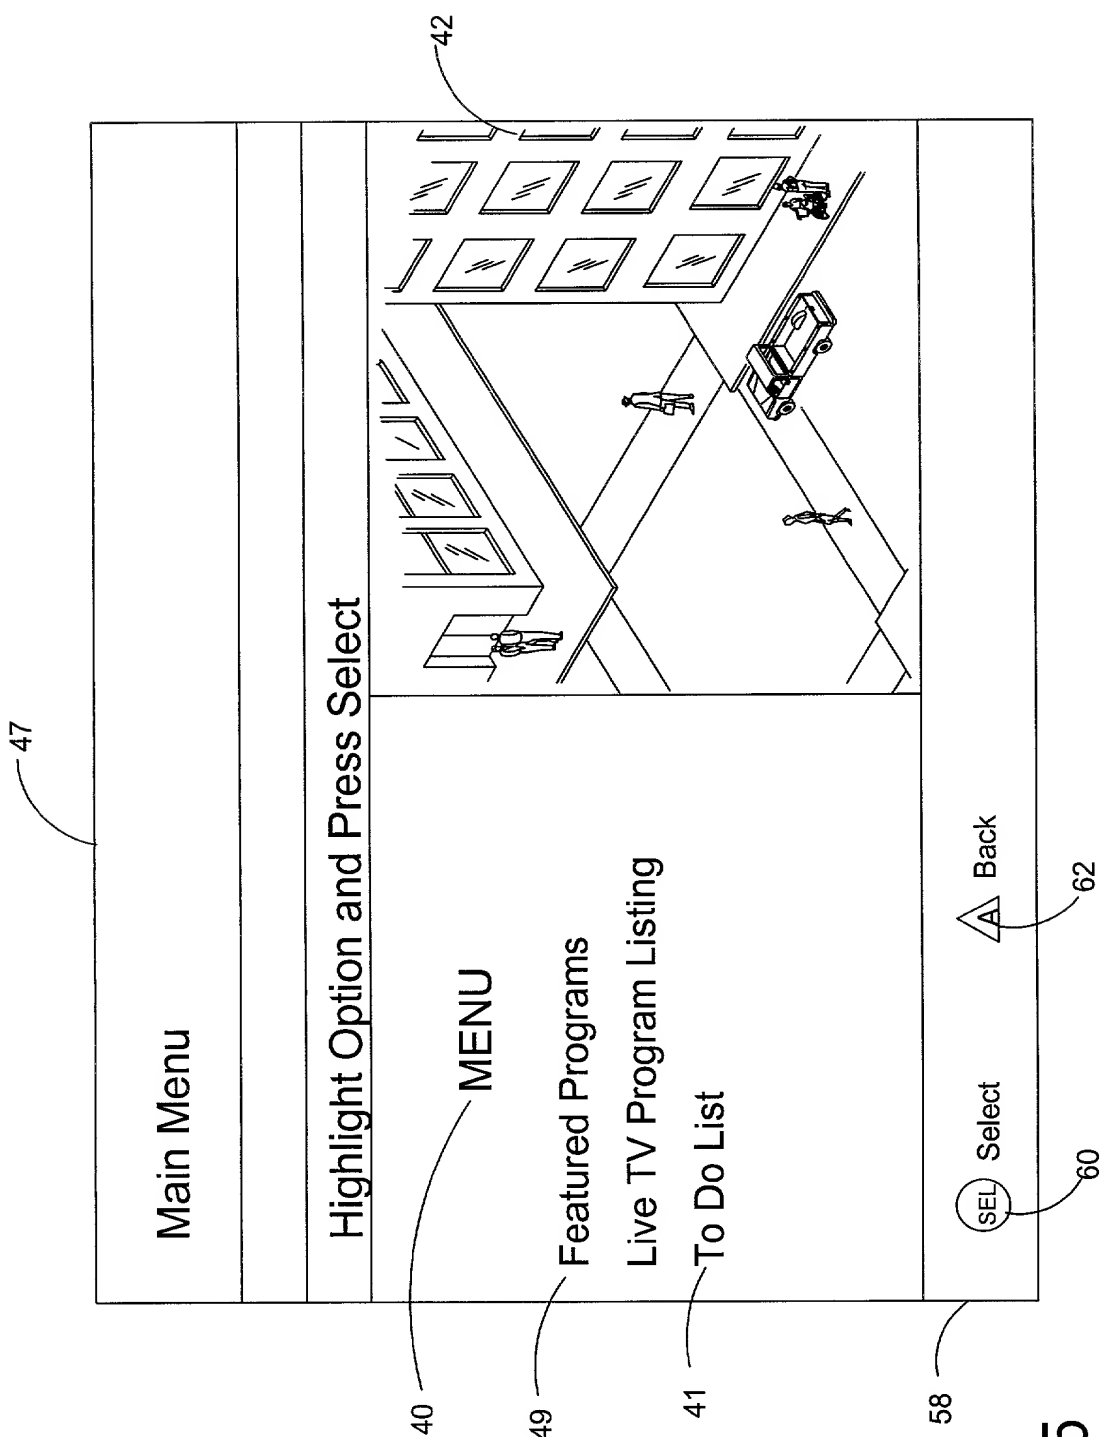 47
42
Main Menu
Highlight Option and Press Select
40
MENU
49
Featured Programs
Live TV Program Listing
41
To Do List
58
SEL Select
A Back
60
62
5